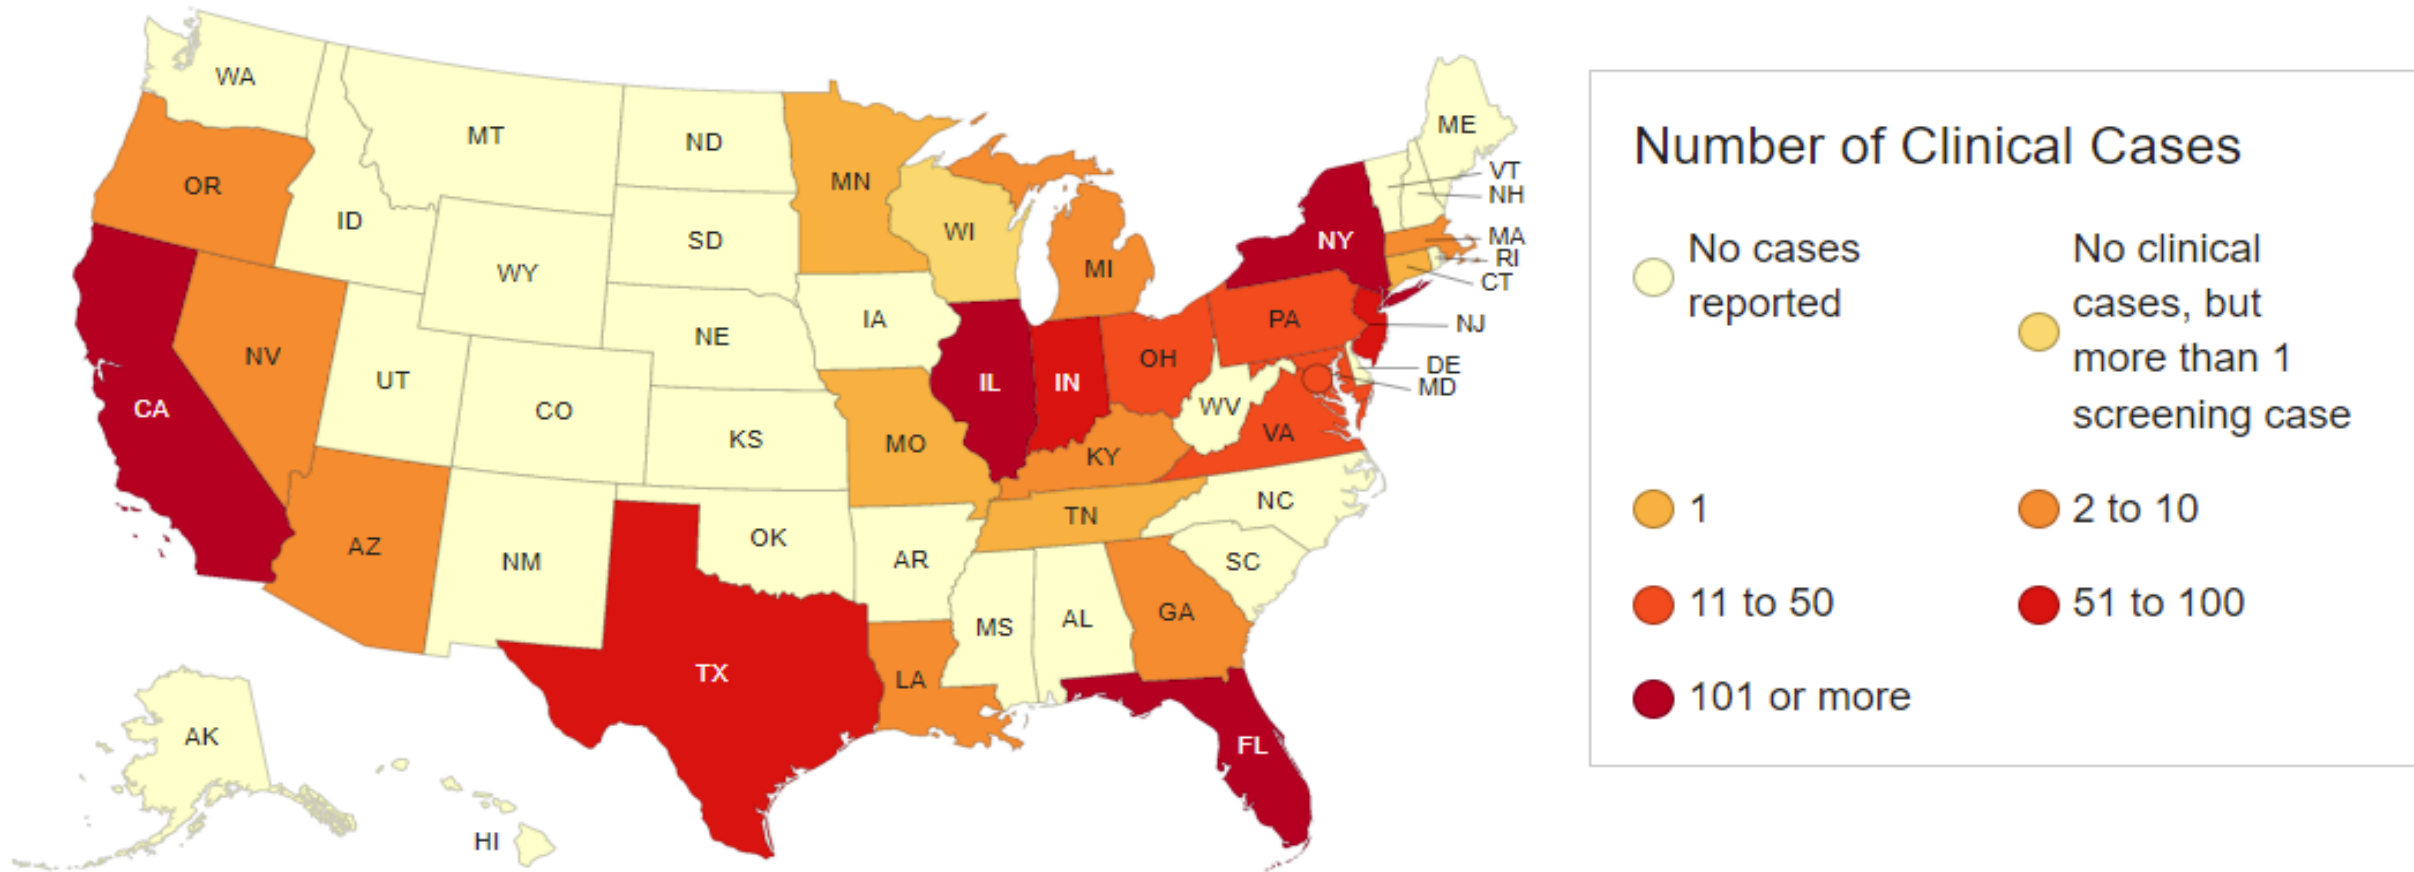 WA
MT
ND
MN
ME
VT
NH
OR
ID
SD
WI
MI
NY
MA
RI
CT
WY
IA
NE
PA
NJ
NV
UT
CO
IL
IN
OH
DE
MD
CA
KS
MO
WV
VA
KY
AZ
NM
OK
AR
TN
NC
SC
MS
AL
GA
TX
LA
FL
AK
HI
Number of Clinical Cases
No cases
reported
No clinical
cases, but
more than 1
screening case
1
2 to 10
11 to 50
51 to 100
101 or more